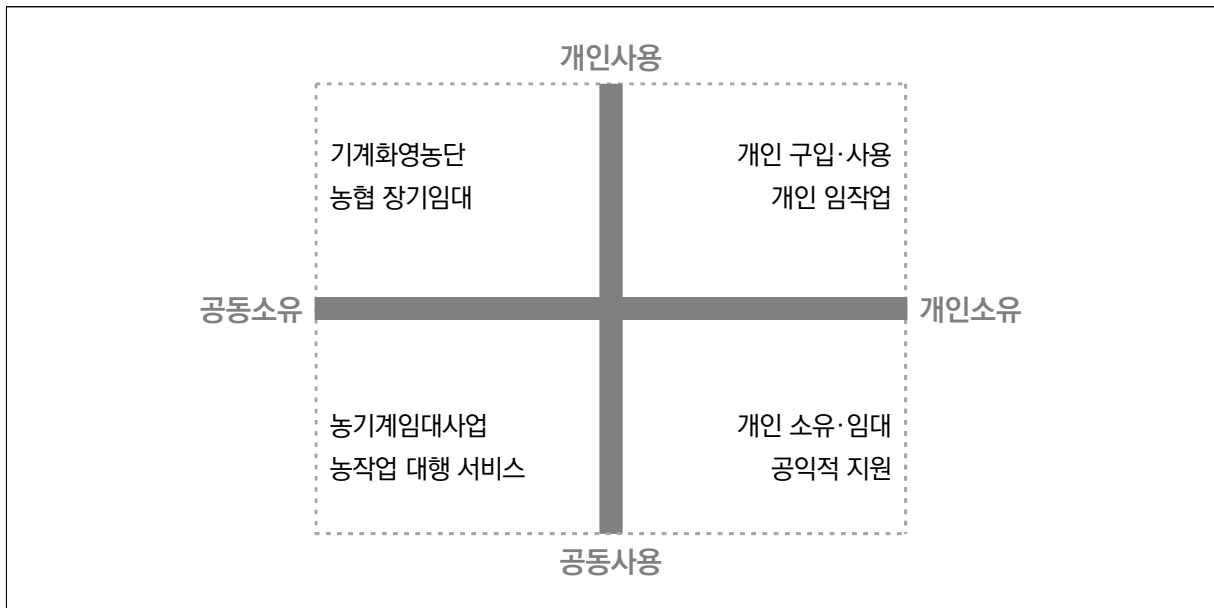 개인사용
기계화영농단
농협 장기임대
개인 구입·사용
개인 임작업
공동소유
개인소유
농기계임대사업
농작업 대행 서비스
개인 소유·임대
공익적 지원
공동사용